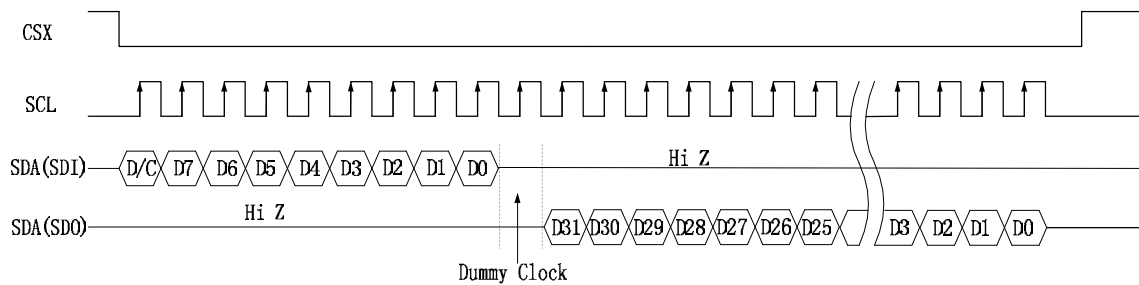 CSX
SCL
SDA(SDI) D/C D7 D6 D5 D4 D3 D2 D1 D0 Hi Z
SDA(SDO) Hi Z D31 D30 D29 D28 D27 D26 D25 D3 D2 D1 D0
Dummy Clock